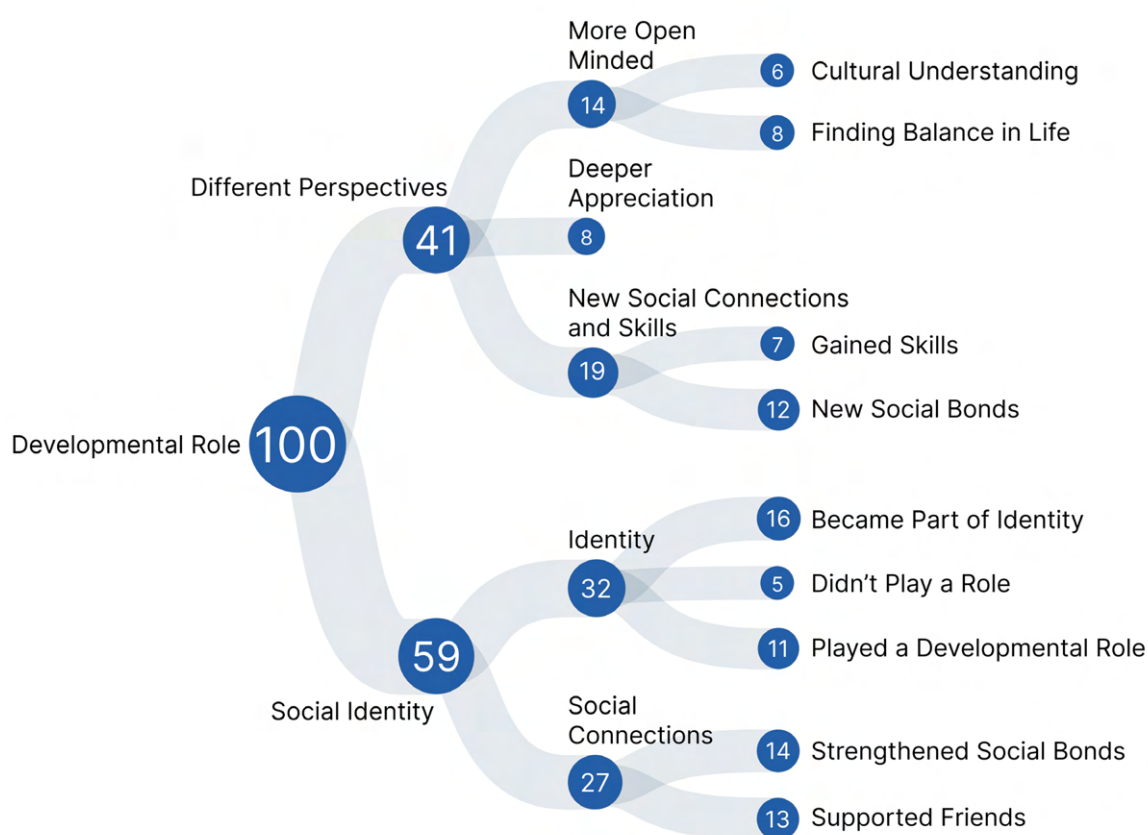 More Open
Minded
14
6
Cultural Understanding
8
Finding Balance in Life
Different Perspectives
41
Deeper
Appreciation
8
New Social Connections
and Skills
19
7
Gained Skills
12
New Social Bonds
Developmental Role
100
Identity
32
16
Became Part of Identity
5
Didn’t Play a Role
11
Played a Developmental Role
59
Social Identity
Social
Connections
27
14
Strengthened Social Bonds
13
Supported Friends